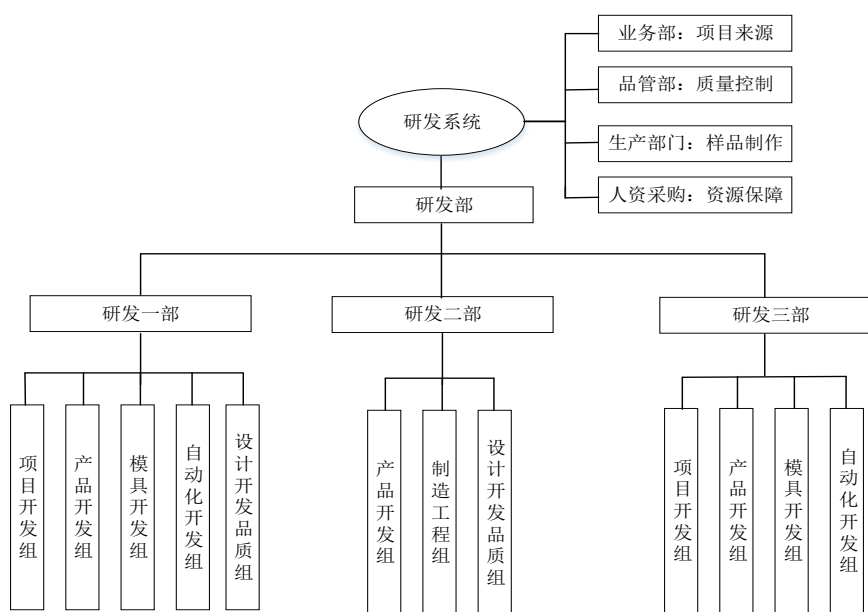 业务部：项目来源
品管部：质量控制
研发系统
生产部门：样品制作
人资采购：资源保障
研发部
研发一部
研发二部
研发三部
项目开发组
产品开发组
模具开发组
自动化开发组
设计开发品质组
产品开发组
制造工程组
设计开发品质组
项目开发组
产品开发组
模具开发组
自动化开发组